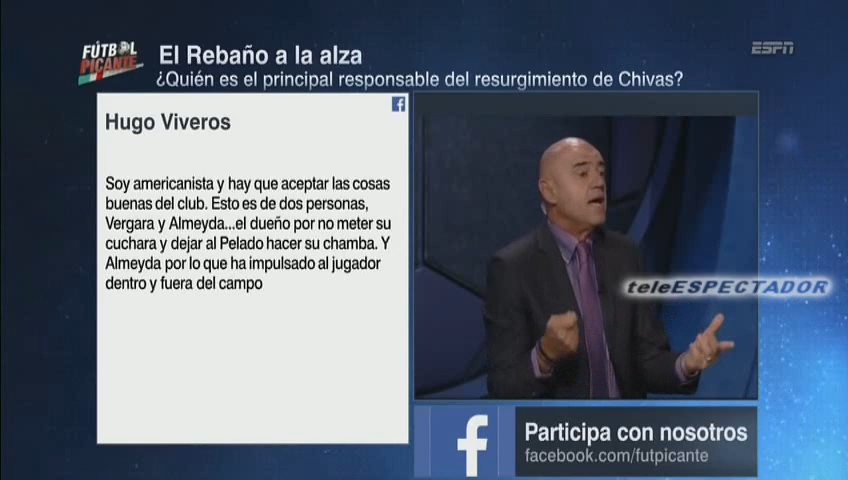 FÚTBOL
PICANTE
El Rebaño a la alza
¿Quién es el principal responsable del resurgimiento de Chivas?
ESPN
f
Hugo Viveros
Soy americanista y hay que aceptar las cosas
buenas del club. Esto es de dos personas,
Vergara y Almeyda...el dueño por no meter su
cuchara y dejar al Pelado hacer su chamba. Y
Almeyda por lo que ha impulsado al jugador
dentro y fuera del campo
teleESPECTADOR
f
Participa con nosotros
facebook.com/futpicante